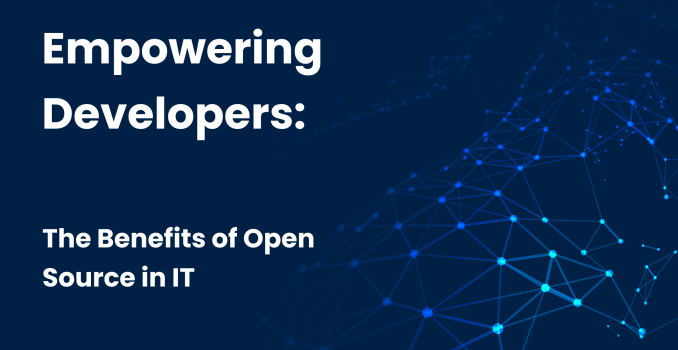 Empowering
Developers:
The Benefits of Open
Source in IT